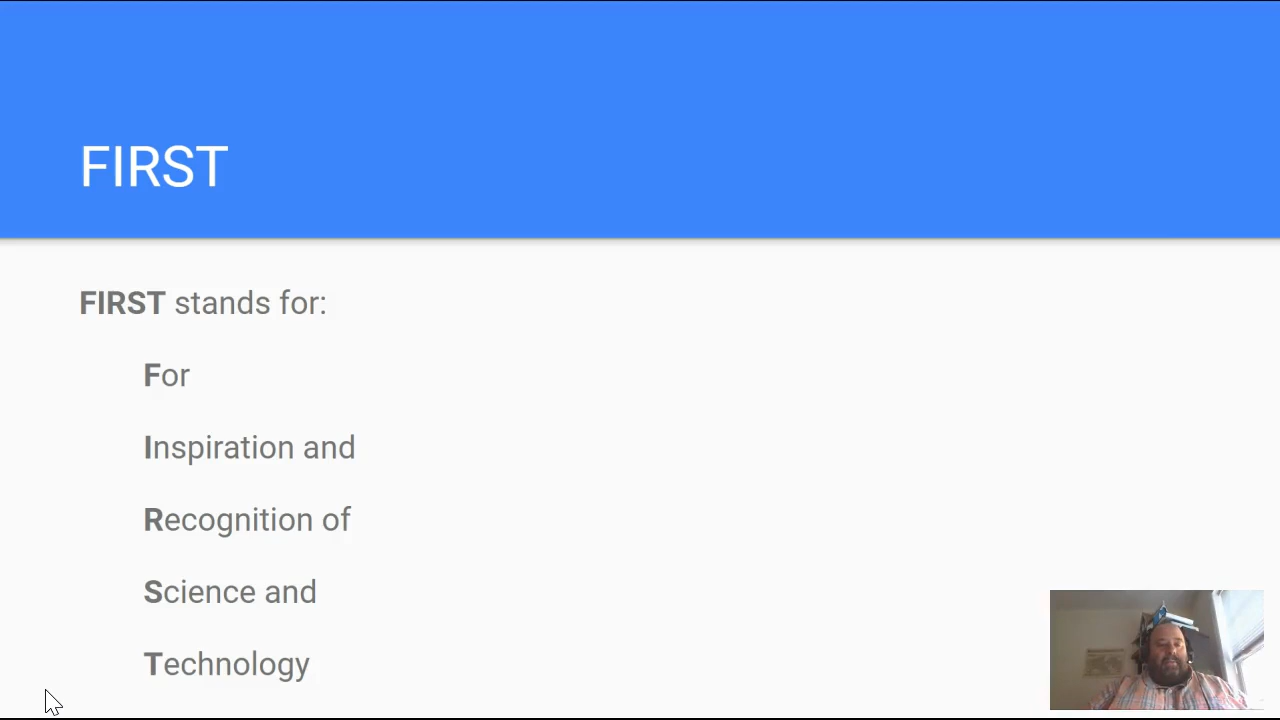 FIRST
FIRST stands for:
For
Inspiration and
Recognition of
Science and
Technology